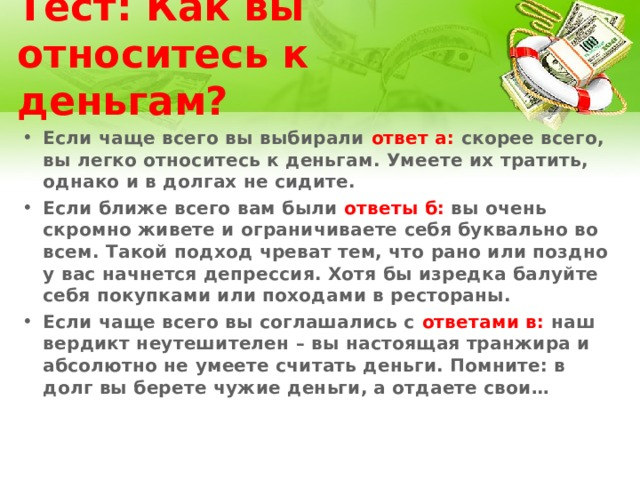 Тест: Как вы
относитесь к
деньгам?
• Если чаще всего вы выбирали ответ а: скорее всего,
вы легко относитесь к деньгам. Умеете их тратить,
однако и в долгах не сидите.
• Если ближе всего вам были ответы б: вы очень
скромно живете и ограничиваете себя буквально во
всем. Такой подход чреват тем, что рано или поздно
у вас начнется депрессия. Хотя бы изредка балуйте
себя покупками или походами в рестораны.
• Если чаще всего вы соглашались с ответами в: наш
вердикт неутешителен – вы настоящая транжира и
абсолютно не умеете считать деньги. Помните: в
долг вы берете чужие деньги, а отдаете свои…